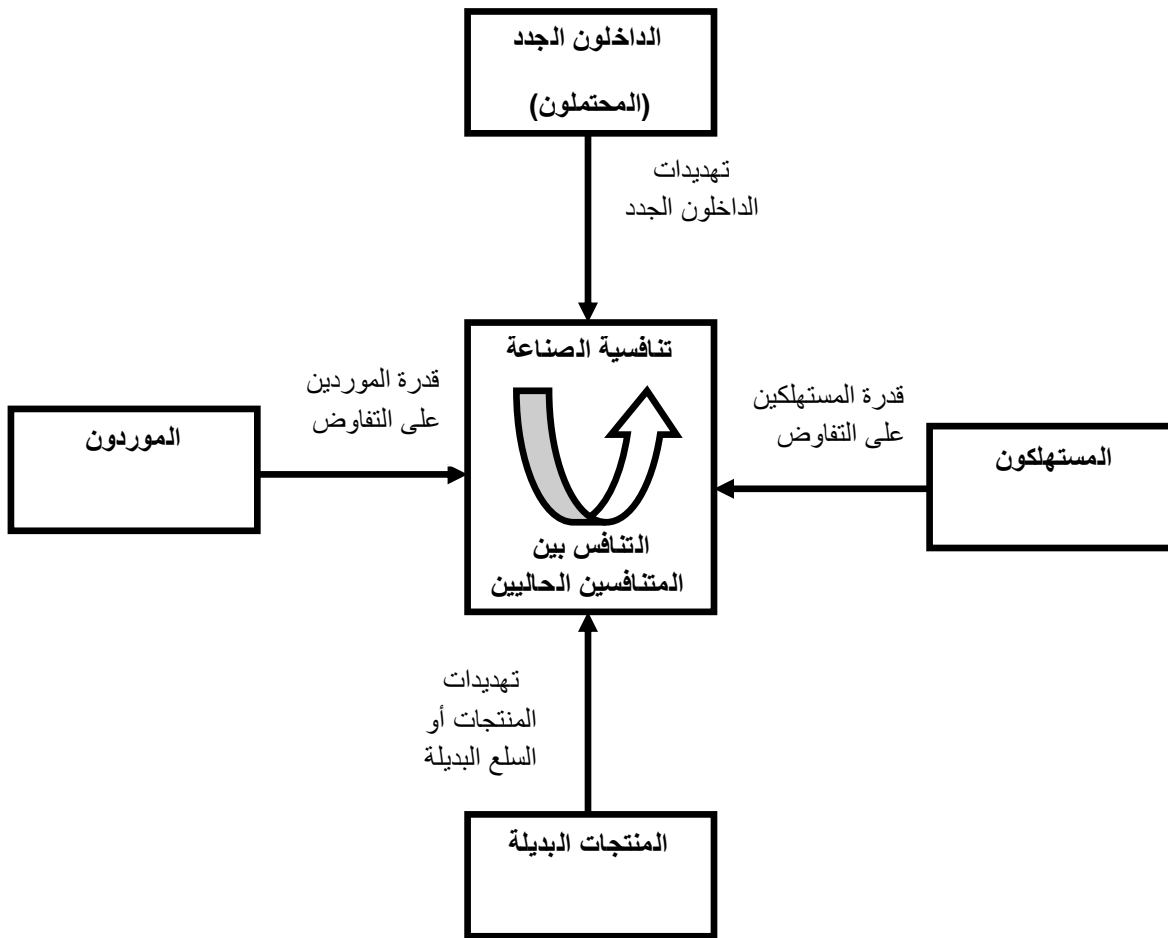 الداخلون الجدد
(المحتملون)
تهديدات
الداخلون الجدد
تنافسية الصناعة
قدرة المستهلكين
على التفاوض
المستهلكون
قدرة الموردين
على التفاوض
الموردون
التنافس بين
المتنافسين الحاليين
تهديدات
المنتجات أو
السلع البديلة
المنتجات البديلة